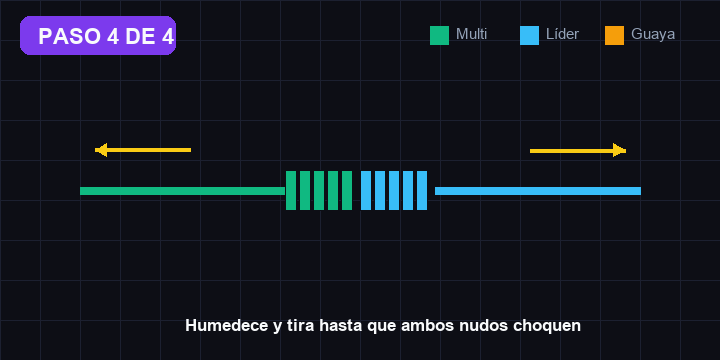 PASO 4 DE 4
Multi
Líder
Guaya
Humedece y tira hasta que ambos nudos choquen